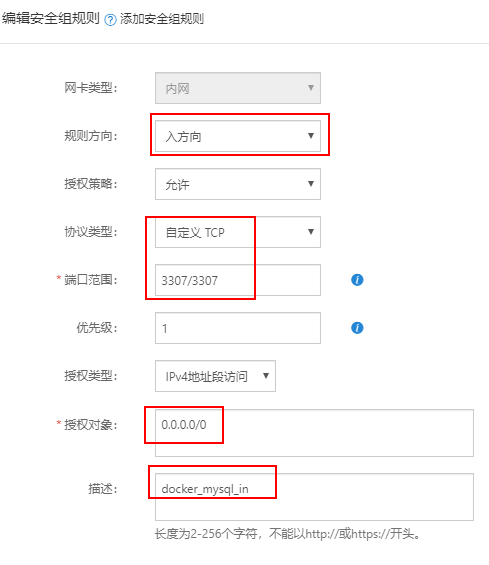 编辑安全组规则 ? 添加安全组规则
网卡类型： 内网
规则方向： 入方向
授权策略： 允许
协议类型： 自定义 TCP
* 端口范围： 3307/3307 i
优先级： 1 i
授权类型： IPv4地址段访问
* 授权对象： 0.0.0.0/0
描述： docker_mysql_in
长度为2-256个字符，不能以http://或https://开头。